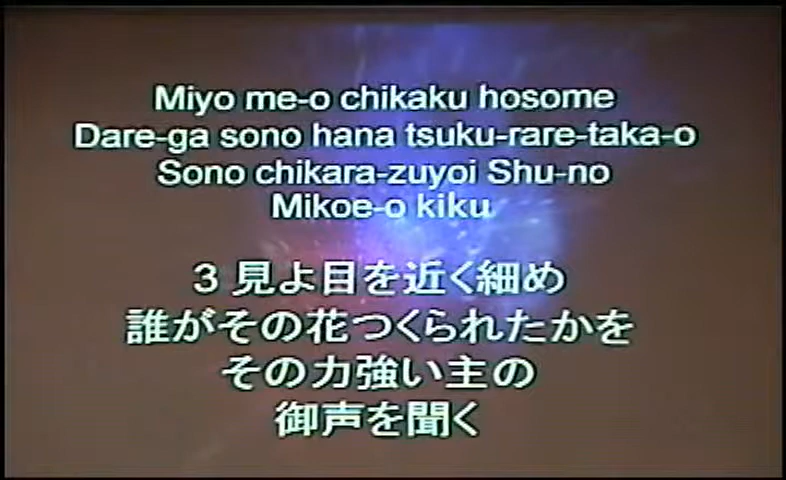 Miyo me-o chikaku hosome
Dare-ga sono hana tsuku-rare-taka-o
Sono chikara-zuyoi Shu-no
Mikoe-o kiku
3 見よ目を近く細め
誰がその花つくられたかを
その力強い主の
御声を聞く